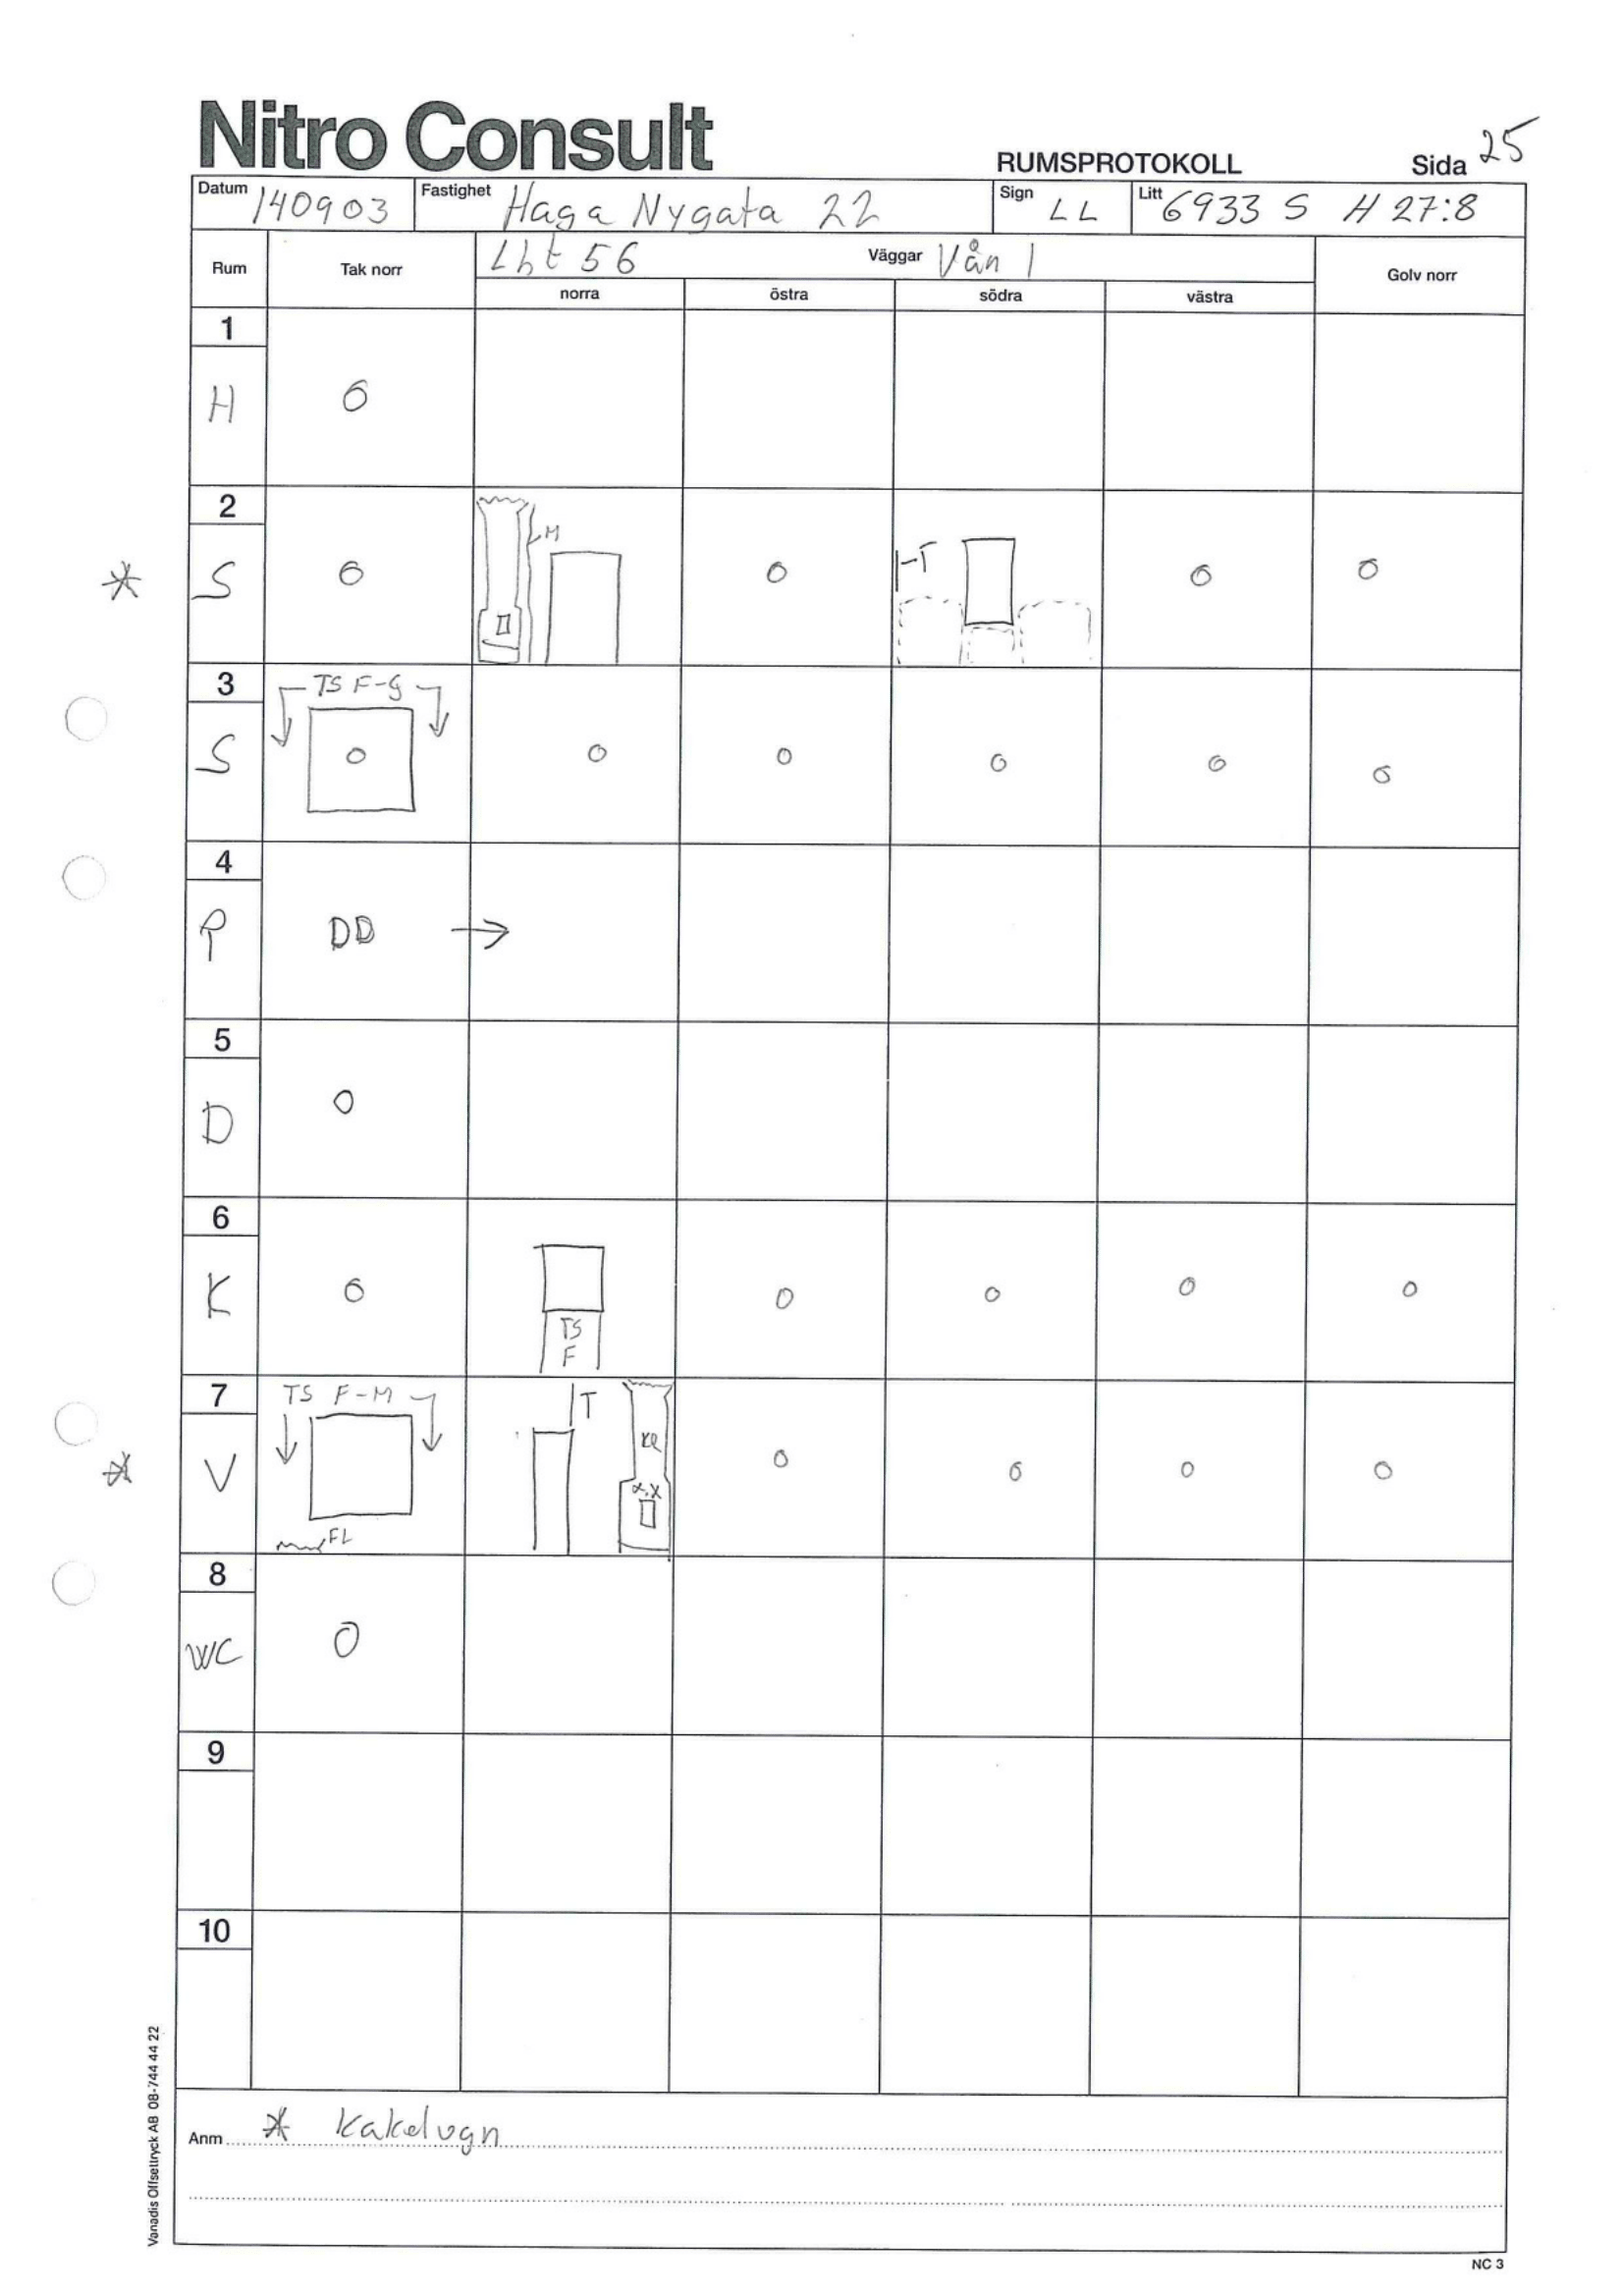 Nitro Consult
RUMSPROTOKOLL Sida 25
Datum 140903 Fastighet Haga Nygata 22 Sign LL Litt 6933 S H 27:8
Rum Tak norr Lht 56 Väggar Vån 1 Golv norr
norra östra södra västra
1
H 0
2
M
* S 0 0 T 0 0
3 TS F-G
S 0 0 0 0 0 0
4
P DD →
5
D 0
6
K 0 0 0 0 0
TS
F
7 TS F-M T
* V 0 0 0 0
FL
8
WC 0
9
10
Anm * Kakelugn
Vanadis Offsettryck AB 08-744 44 22
NC 3